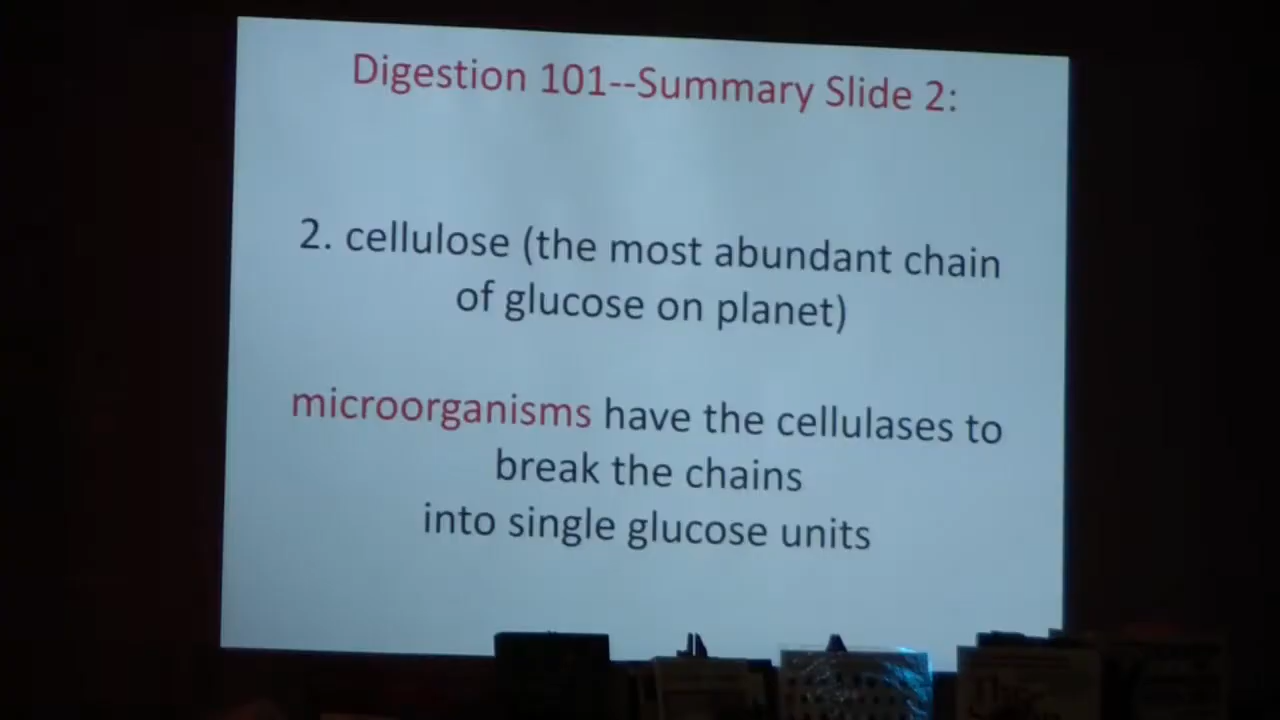 Digestion 101--Summary Slide 2:
2. cellulose (the most abundant chain
of glucose on planet)
microorganisms have the cellulases to
break the chains
into single glucose units